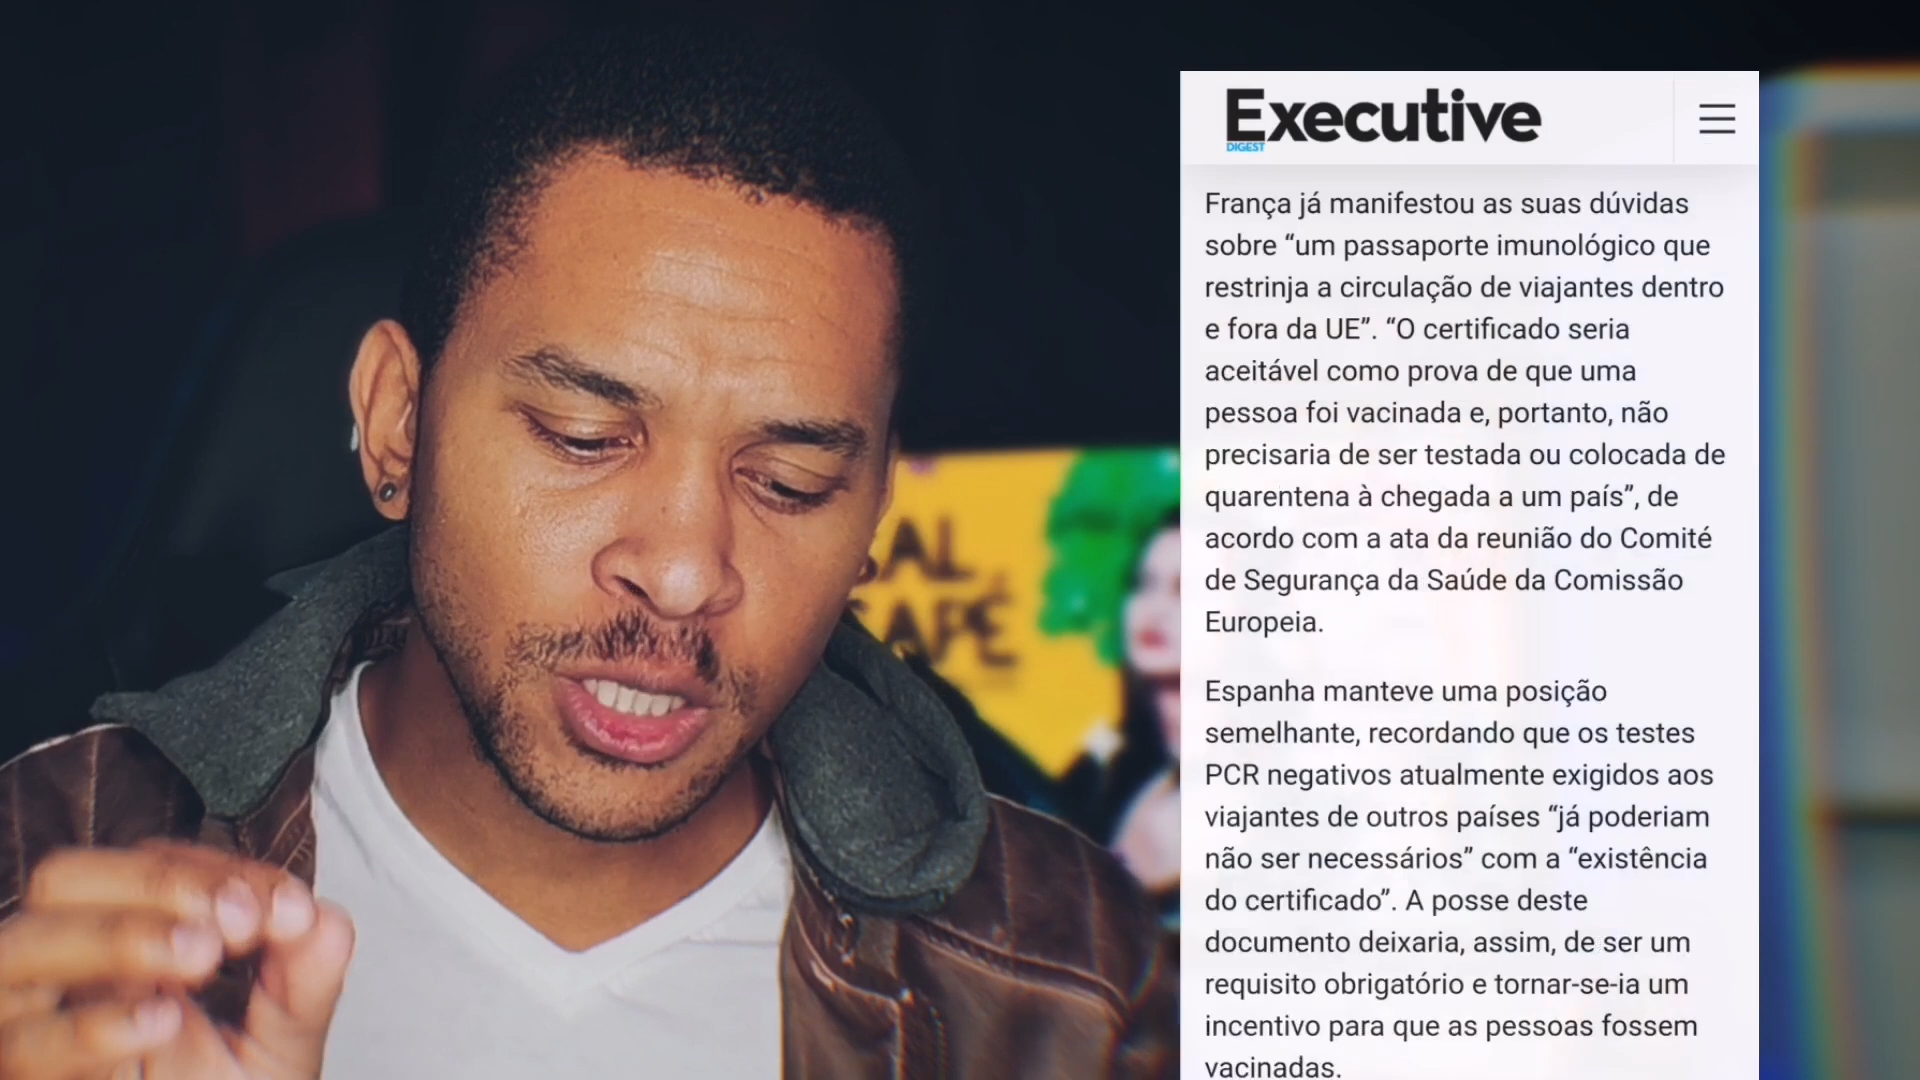 Executive
DIGEST
França já manifestou as suas dúvidas
sobre “um passaporte imunológico que
restrinja a circulação de viajantes dentro
e fora da UE”. “O certificado seria
aceitável como prova de que uma
pessoa foi vacinada e, portanto, não
precisaria de ser testada ou colocada de
quarentena à chegada a um país”, de
acordo com a ata da reunião do Comité
de Segurança da Saúde da Comissão
Europeia.
Espanha manteve uma posição
semelhante, recordando que os testes
PCR negativos atualmente exigidos aos
viajantes de outros países “já poderiam
não ser necessários” com a “existência
do certificado”. A posse deste
documento deixaria, assim, de ser um
requisito obrigatório e tornar-se-ia um
incentivo para que as pessoas fossem
vacinadas.